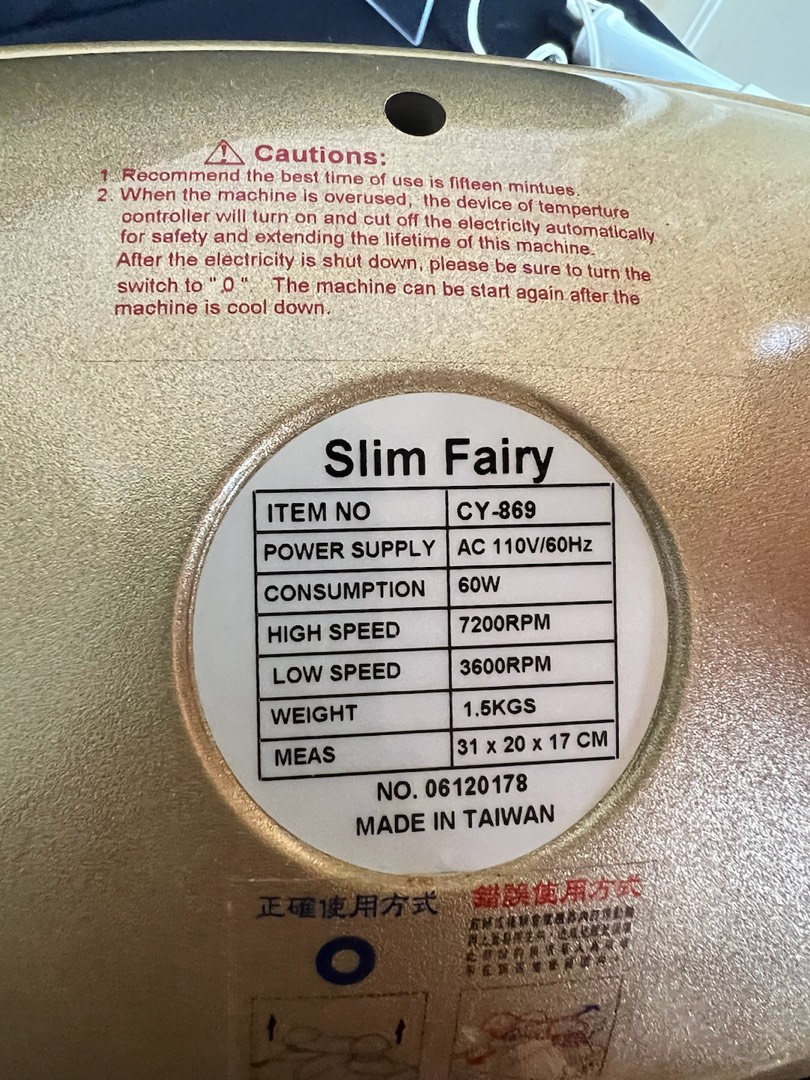 Cautions:
1. Recommend the best time of use is fifteen mintues.
2. When the machine is overused, the device of temperture
controller will turn on and cut off the electricity automatically
for safety and extending the lifetime of this machine.
After the electricity is shut down, please be sure to turn the
switch to " 0 ". The machine can be start again after the
machine is cool down.
Slim Fairy
ITEM NO CY-869
POWER SUPPLY AC 110V/60Hz
CONSUMPTION 60W
HIGH SPEED 7200RPM
LOW SPEED 3600RPM
WEIGHT 1.5KGS
MEAS 31 x 20 x 17 CM
NO. 06120178
MADE IN TAIWAN
正確使用方式
錯誤使用方式